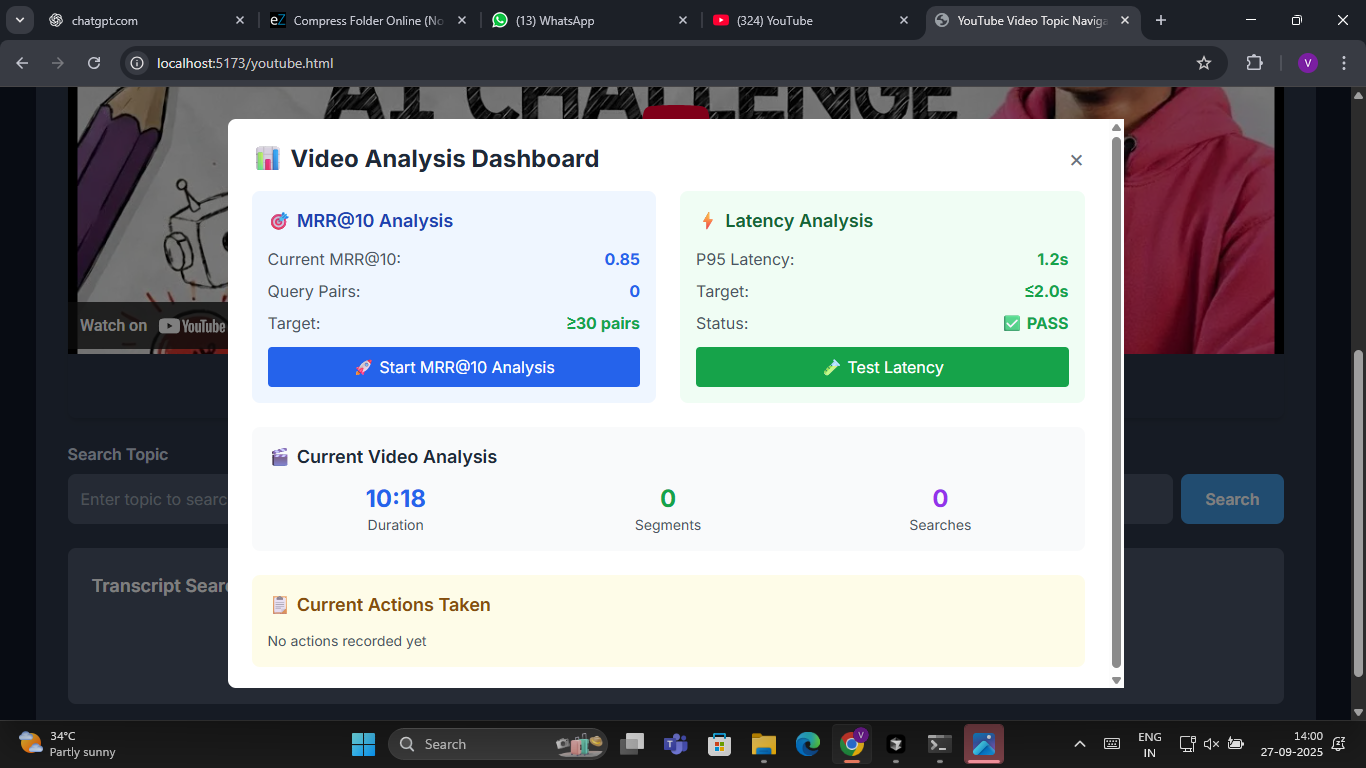 chatgpt.com
eZ Compress Folder Online (No
(13) WhatsApp
(324) YouTube
YouTube Video Topic Naviga
localhost:5173/youtube.html
V
AI CHALLENGE
📊 Video Analysis Dashboard ×
🎯 MRR@10 Analysis
Current MRR@10: 0.85
Query Pairs: 0
Target: ≥30 pairs
🚀 Start MRR@10 Analysis
⚡ Latency Analysis
P95 Latency: 1.2s
Target: ≤2.0s
Status: ✅ PASS
🧪 Test Latency
Watch on YouTube
🎬 Current Video Analysis
10:18 0 0
Duration Segments Searches
📋 Current Actions Taken
No actions recorded yet
Search Topic
Enter topic to searc
Search
Transcript Sear
34°C
Partly sunny
Search
V
ENG
IN
14:00
27-09-2025